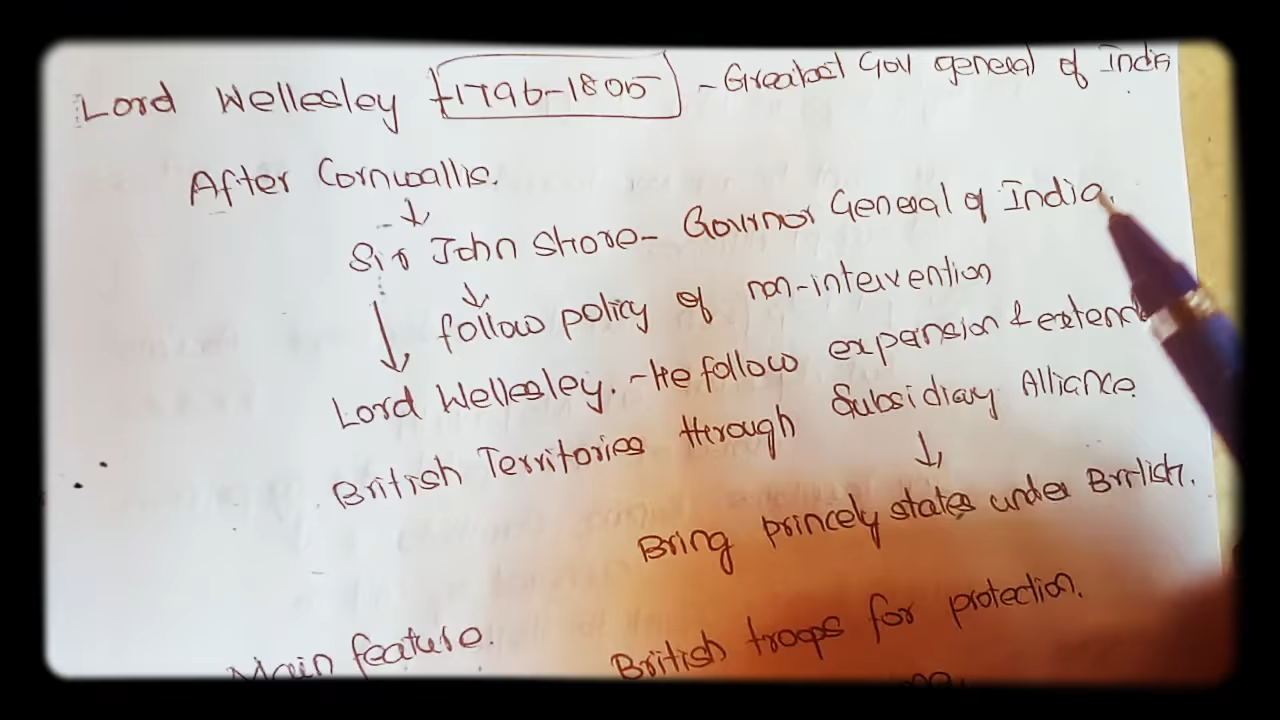 Lord Wellesley 1796-1805 - Greatest Gov general of India
After Cornwallis.
↓
Sir John Shore - Governor General of India.
↓ follow policy of non-intervention
Lord Wellesley. - He follow expansion & extend
British Territories through Subsidiary Alliance.
↓
Bring princely states under British.
Main feature.
British troops for protection.